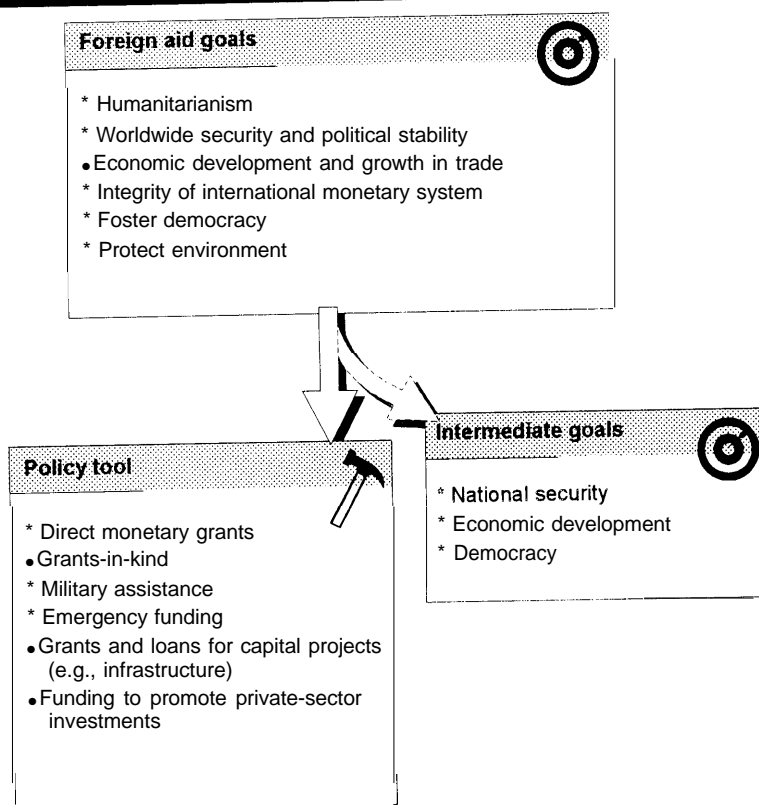 Foreign aid goals
* Humanitarianism
* Worldwide security and political stability
•Economic development and growth in trade
* Integrity of international monetary system
* Foster democracy
* Protect environment
Policy tool
* Direct monetary grants
•Grants-in-kind
* Military assistance
* Emergency funding
•Grants and loans for capital projects
(e.g., infrastructure)
•Funding to promote private-sector
investments
Intermediate goals
* National security
* Economic development
* Democracy